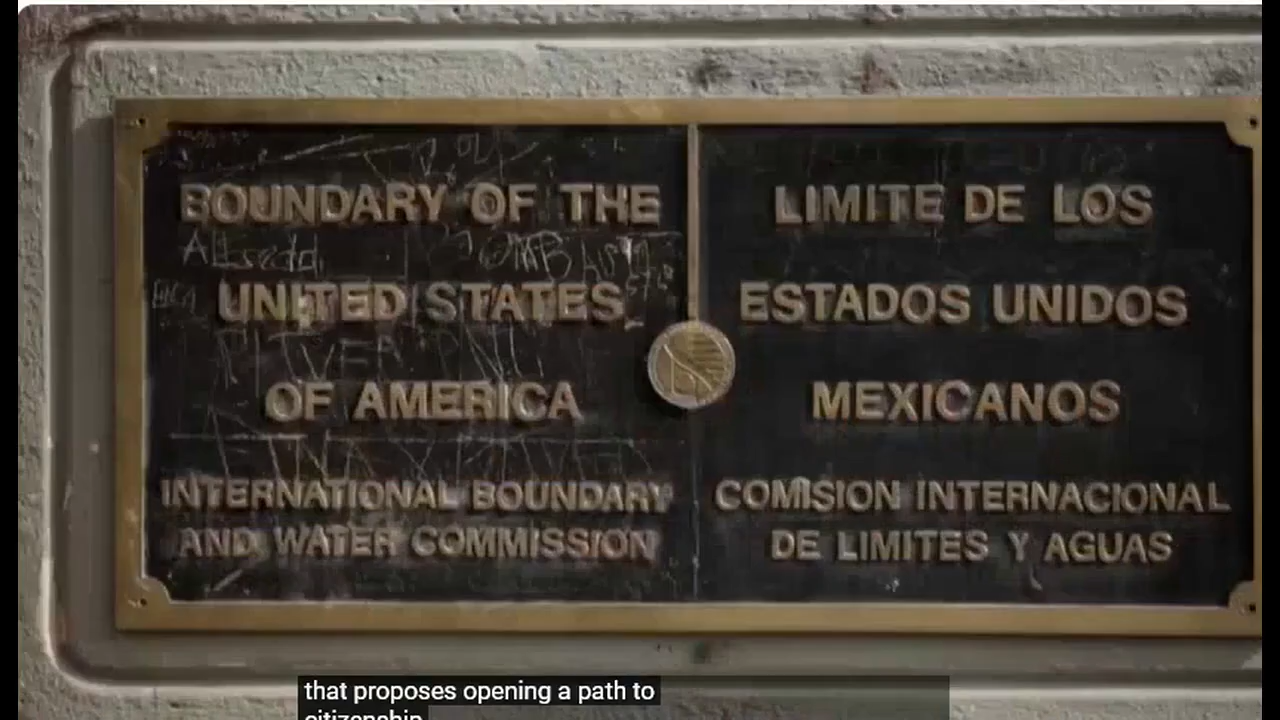 BOUNDARY OF THE
UNITED STATES
OF AMERICA
INTERNATIONAL BOUNDARY
AND WATER COMMISSION
LIMITE DE LOS
ESTADOS UNIDOS
MEXICANOS
COMISION INTERNACIONAL
DE LIMITES Y AGUAS
that proposes opening a path to
citizenship